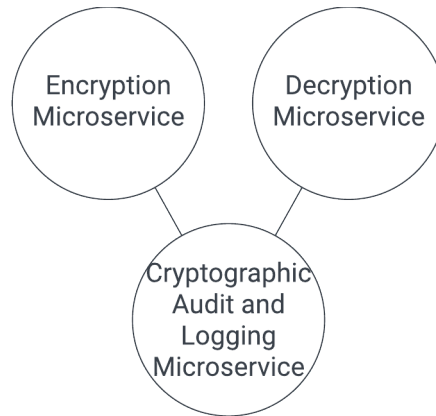 Encryption
Microservice
Decryption
Microservice
Cryptographic
Audit and
Logging
Microservice